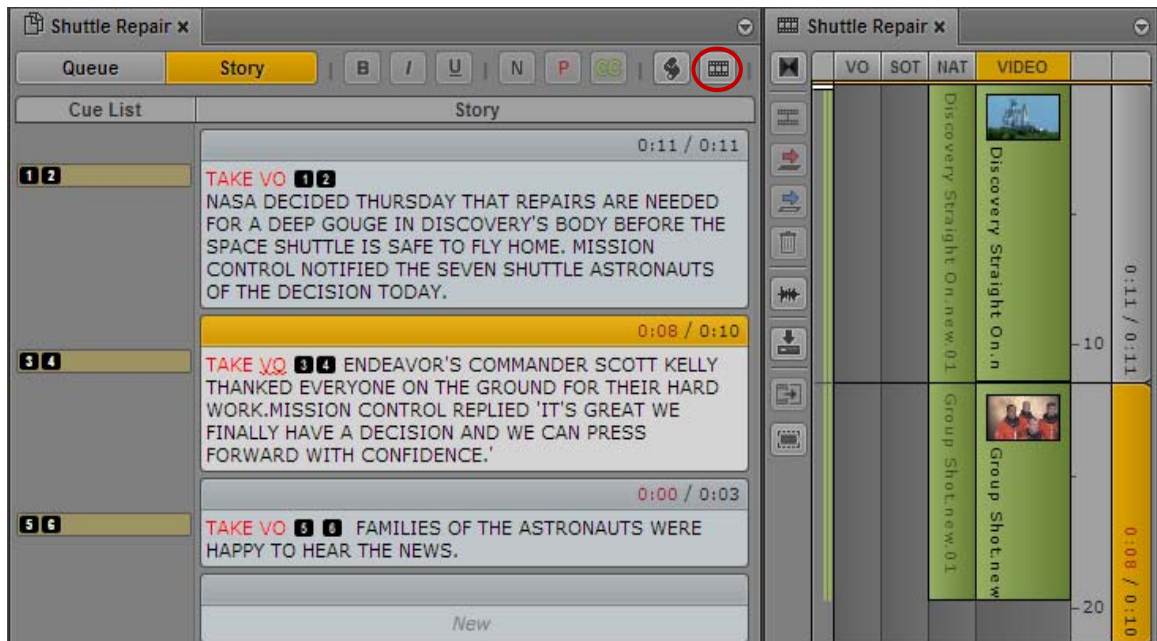 Shuttle Repair x
Queue Story B I U N P CC
Cue List Story
0:11 / 0:11
1 2
TAKE VO 1 2
NASA DECIDED THURSDAY THAT REPAIRS ARE NEEDED
FOR A DEEP GOUGE IN DISCOVERY'S BODY BEFORE THE
SPACE SHUTTLE IS SAFE TO FLY HOME. MISSION
CONTROL NOTIFIED THE SEVEN SHUTTLE ASTRONAUTS
OF THE DECISION TODAY.
0:08 / 0:10
3 4
TAKE VO 3 4 ENDEAVOR'S COMMANDER SCOTT KELLY
THANKED EVERYONE ON THE GROUND FOR THEIR HARD
WORK.MISSION CONTROL REPLIED 'IT'S GREAT WE
FINALLY HAVE A DECISION AND WE CAN PRESS
FORWARD WITH CONFIDENCE.'
0:00 / 0:03
5 6
TAKE VO 5 6 FAMILIES OF THE ASTRONAUTS WERE
HAPPY TO HEAR THE NEWS.
New
Shuttle Repair x
VO SOT NAT VIDEO
Discovery Straight On.new.01
Discovery Straight On.n
0:11 / 0:11
10
Group Shot.new.01
Group Shot.new
0:08 / 0:10
20